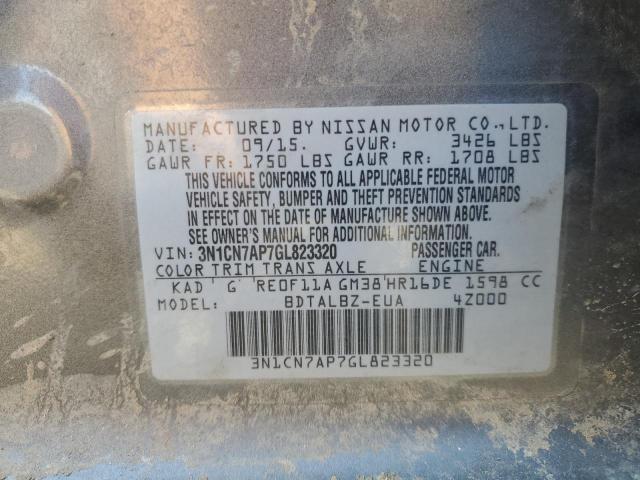 MANUFACTURED BY NISSAN MOTOR CO.,LTD.
DATE: 09/15. GVWR: 3426 LBS
GAWR FR: 1750 LBS GAWR RR: 1708 LBS
THIS VEHICLE CONFORMS TO ALL APPLICABLE FEDERAL MOTOR
VEHICLE SAFETY, BUMPER AND THEFT PREVENTION STANDARDS
IN EFFECT ON THE DATE OF MANUFACTURE SHOWN ABOVE.
SEE OWNER'S MANUAL FOR ADDITIONAL INFORMATION.
VIN: 3N1CN7AP7GL823320 PASSENGER CAR.
COLOR TRIM TRANS AXLE ENGINE
KAD ' G ' RE0F11A GM38'HR16DE 1598 CC
MODEL: BDTALBZ-EUA 4Z000
3N1CN7AP7GL823320